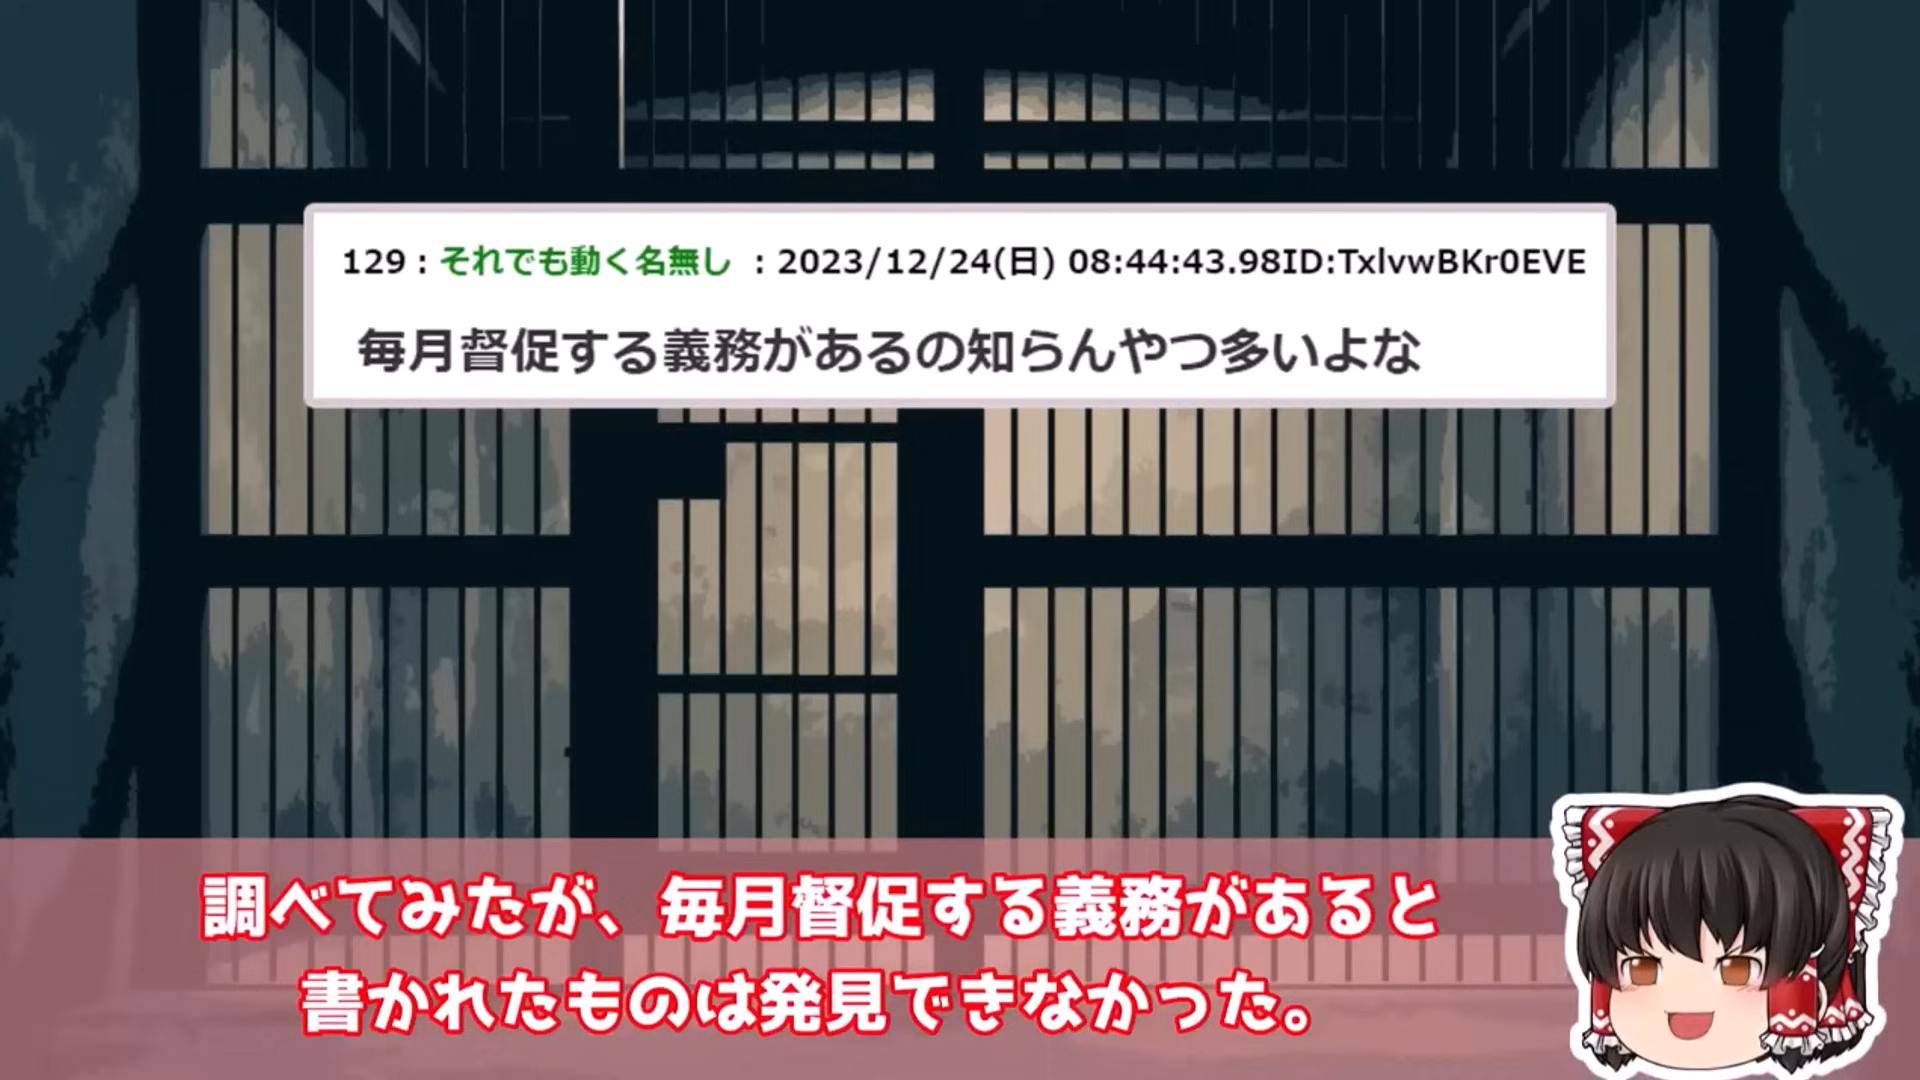 129 : それでも動く名無し : 2023/12/24(日) 08:44:43.98ID:TxlvwBKr0EVE
毎月督促する義務があるの知らんやつ多いよな
調べてみたが、毎月督促する義務があると
書かれたものは発見できなかった。